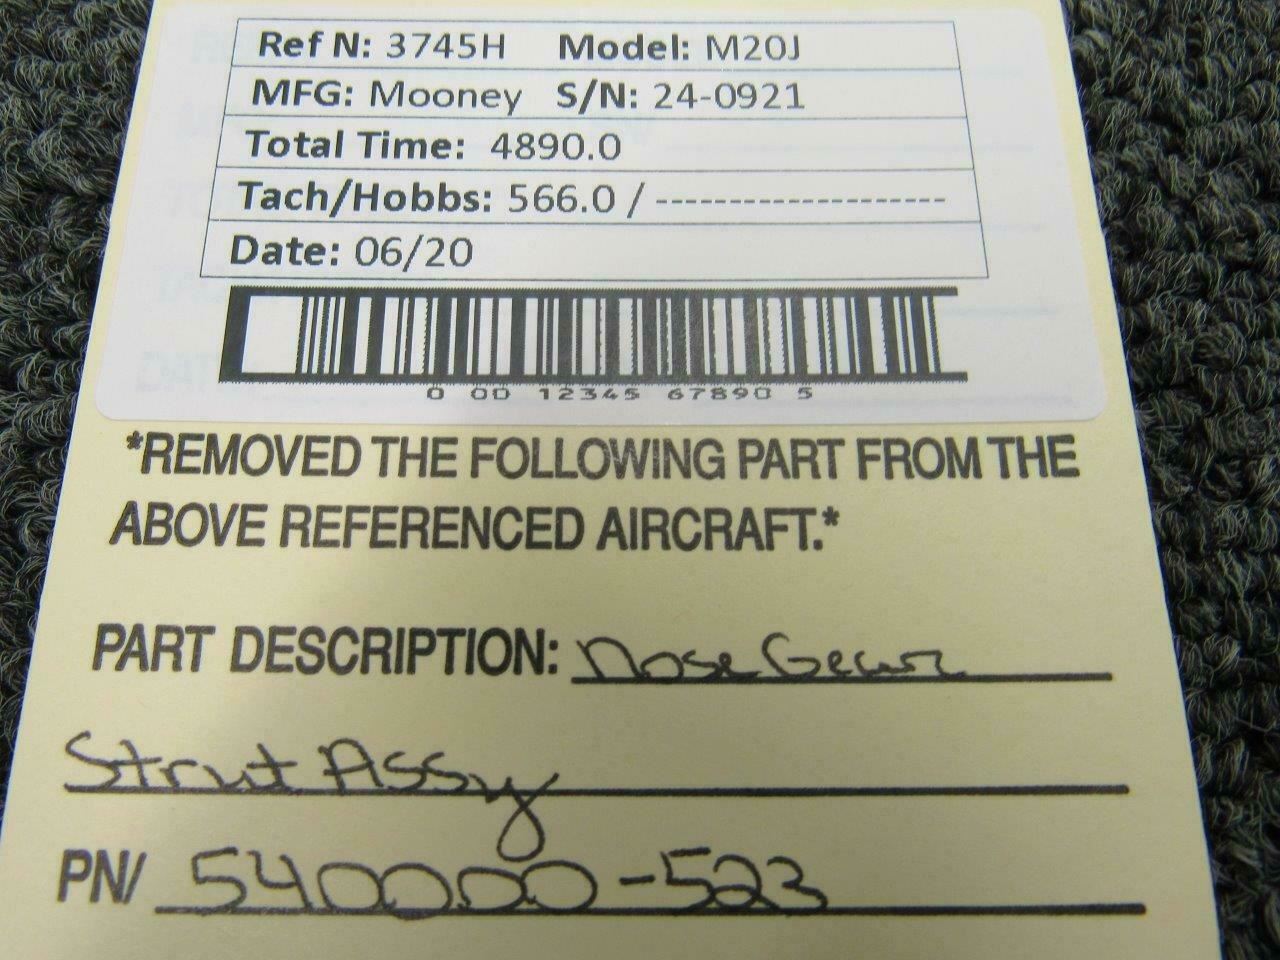 Ref N: 3745H Model: M20J
MFG: Mooney S/N: 24-0921
Total Time: 4890.0
Tach/Hobbs: 566.0 / --------------------
Date: 06/20
0 00 12345 67890 5
*REMOVED THE FOLLOWING PART FROM THE
ABOVE REFERENCED AIRCRAFT.*
PART DESCRIPTION: Nose Gear
Strut Assy
PN/ 540000-523